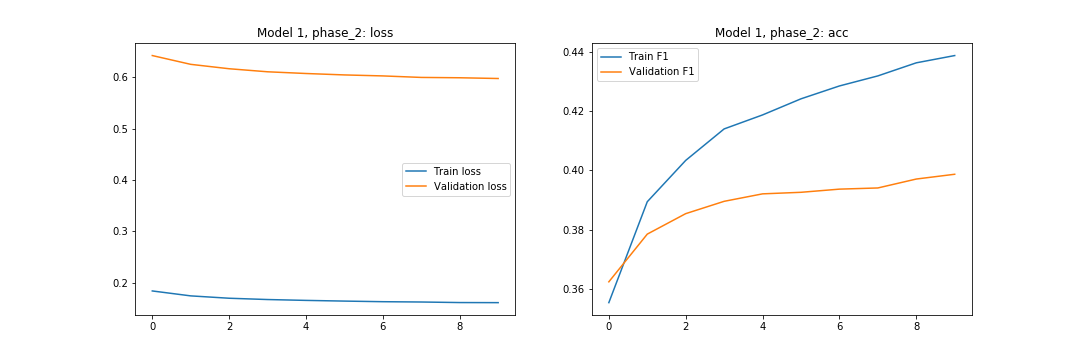 Model 1, phase_2: loss
0.6
0.5
0.4
0.3
0.2
Train loss
Validation loss
0 2 4 6 8
Model 1, phase_2: acc
0.44
0.42
0.40
0.38
0.36
Train F1
Validation F1
0 2 4 6 8